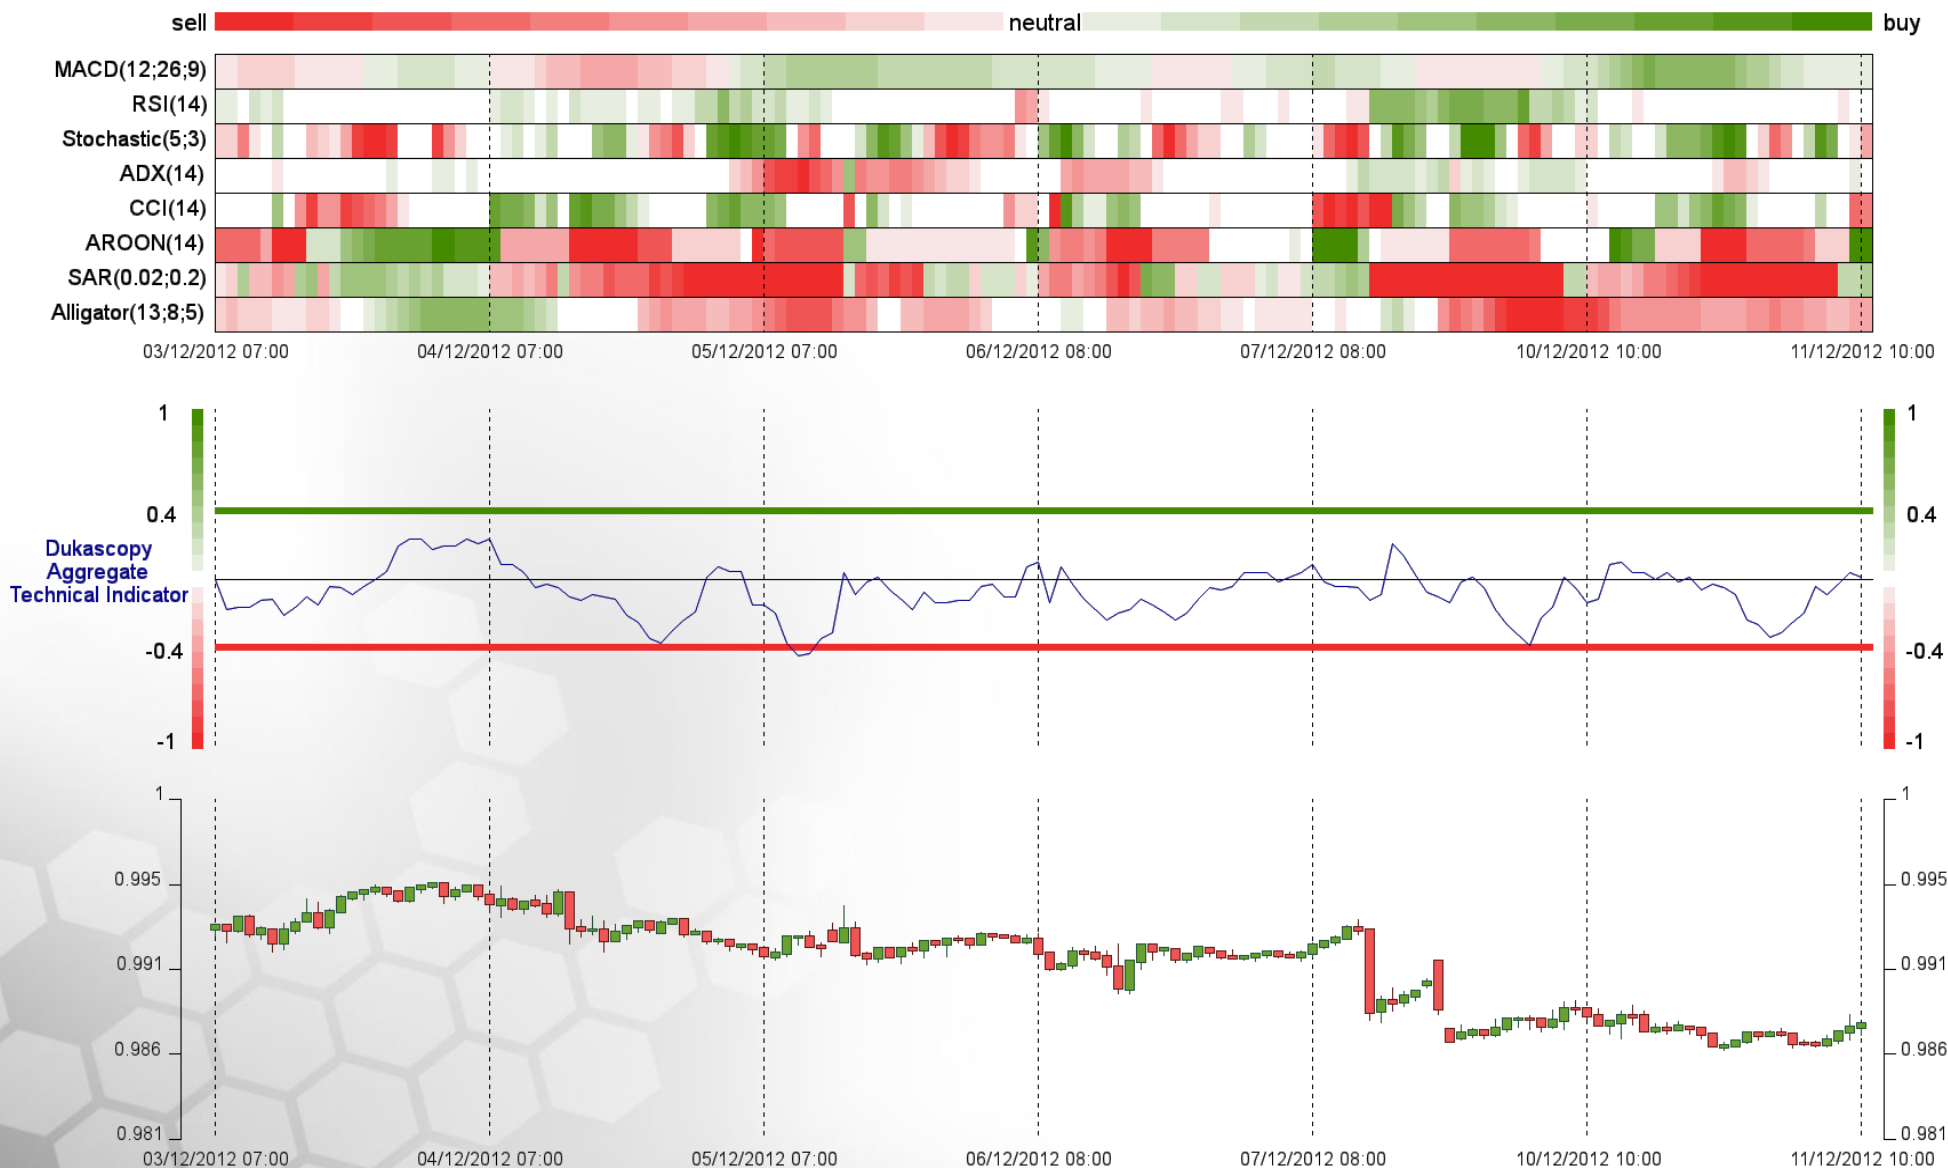 sell neutral buy
MACD(12;26;9)
RSI(14)
Stochastic(5;3)
ADX(14)
CCI(14)
AROON(14)
SAR(0.02;0.2)
Alligator(13;8;5)
03/12/2012 07:00 04/12/2012 07:00 05/12/2012 07:00 06/12/2012 08:00 07/12/2012 08:00 10/12/2012 10:00 11/12/2012 10:00
1 1
0.4 0.4
Dukascopy
Aggregate
Technical Indicator
-0.4 -0.4
-1 -1
1 1
0.995 0.995
0.991 0.991
0.986 0.986
0.981 0.981
03/12/2012 07:00 04/12/2012 07:00 05/12/2012 07:00 06/12/2012 08:00 07/12/2012 08:00 10/12/2012 10:00 11/12/2012 10:00